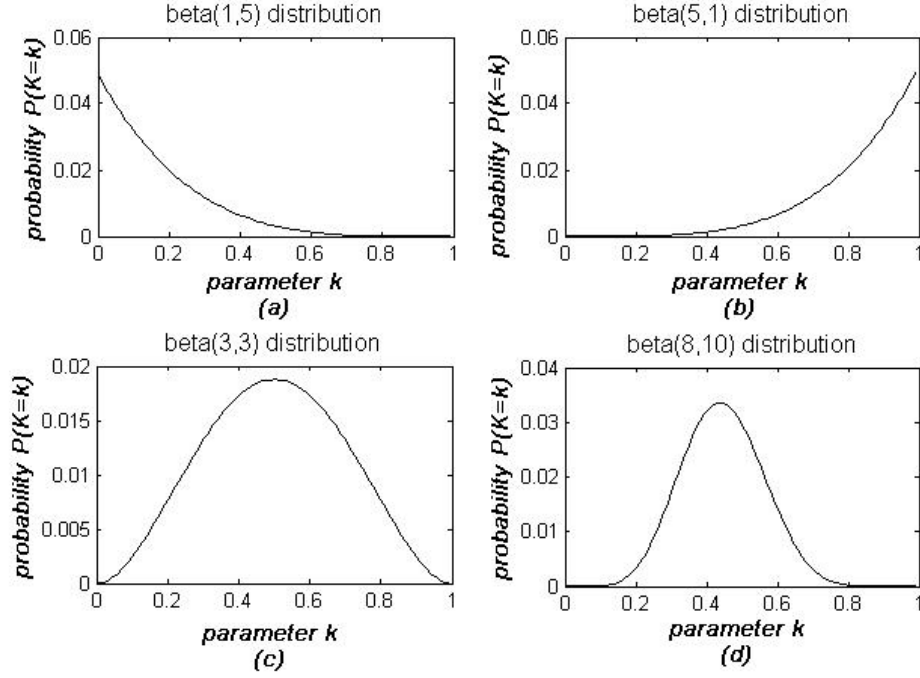 beta(1,5) distribution
probability P(K=k)
0.06
0.04
0.02
0
0
0.2
0.4
0.6
0.8
1
parameter k
(a)
beta(5,1) distribution
probability P(K=k)
0.06
0.04
0.02
0
0
0.2
0.4
0.6
0.8
1
parameter k
(b)
beta(3,3) distribution
probability P(K=k)
0.02
0.015
0.01
0.005
0
0
0.2
0.4
0.6
0.8
1
parameter k
(c)
beta(8,10) distribution
probability P(K=k)
0.04
0.03
0.02
0.01
0
0
0.2
0.4
0.6
0.8
1
parameter k
(d)